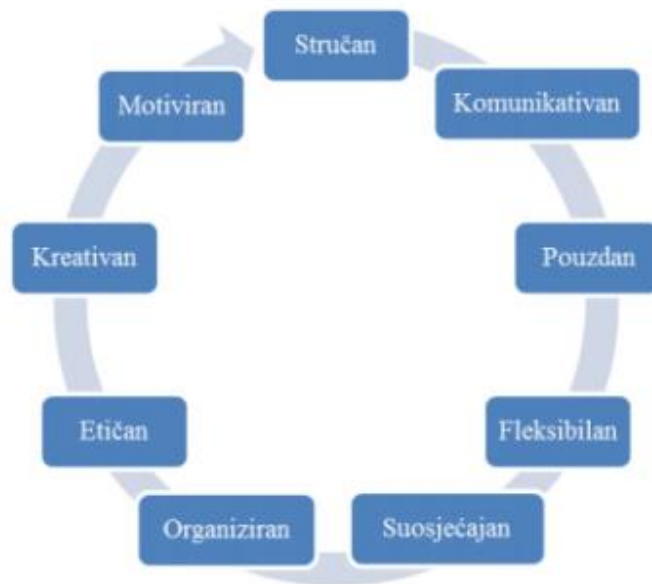 Stručan
Komunikativan
Pouzdan
Fleksibilan
Suosjećajan
Organiziran
Etičan
Kreativan
Motiviran